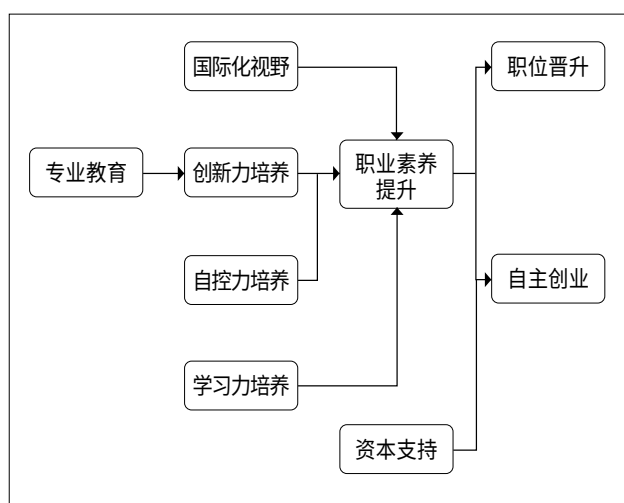 国际化视野
职位晋升
专业教育
创新力培养
职业素养
提升
自控力培养
自主创业
学习力培养
资本支持